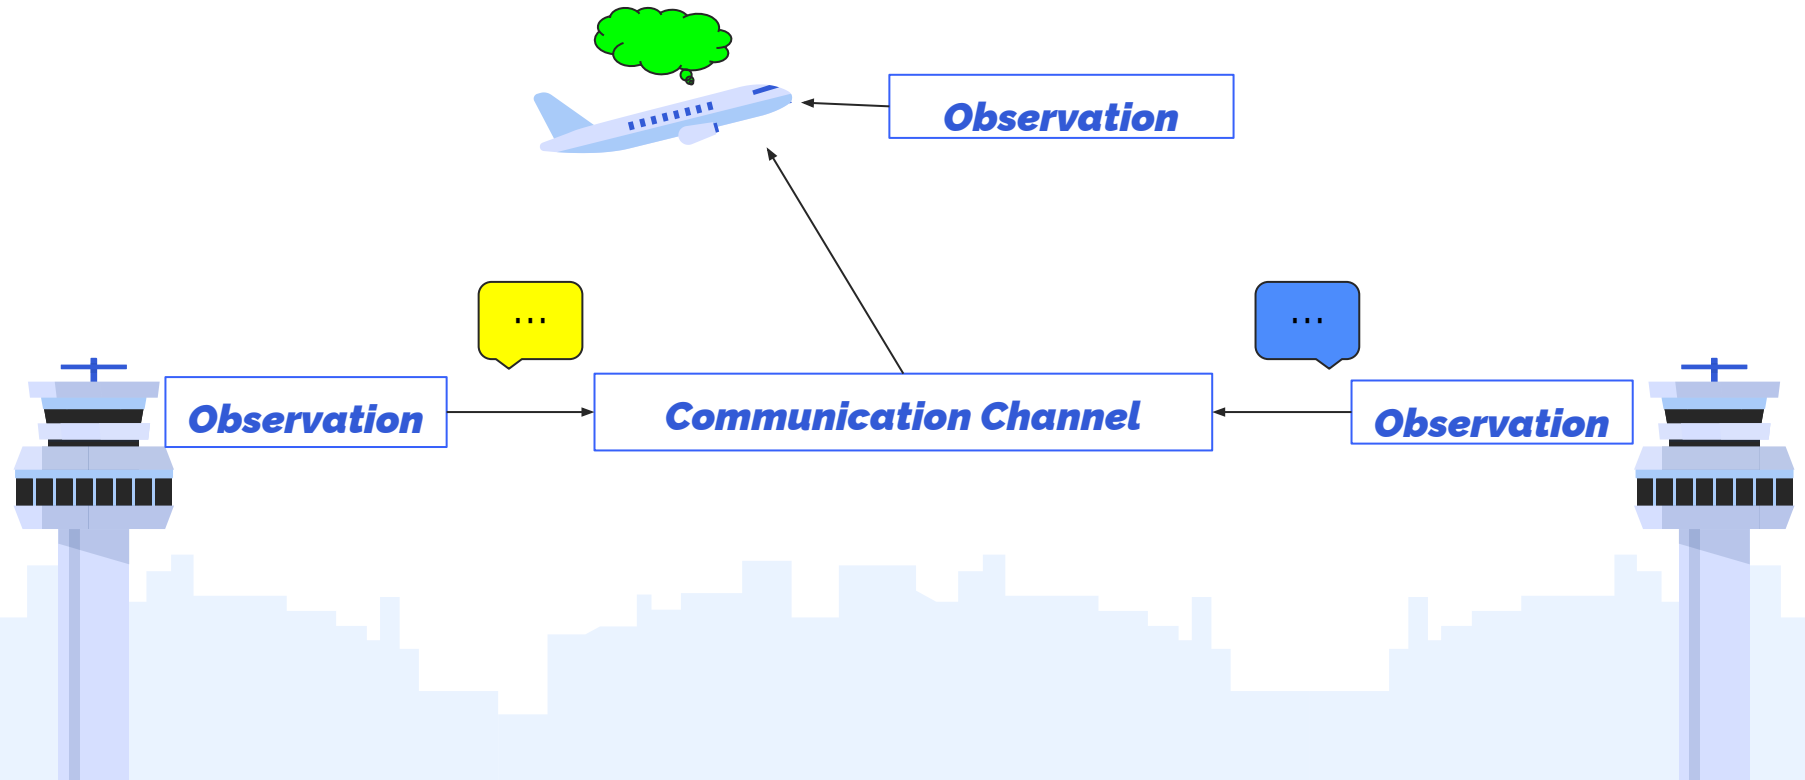 Observation
...
...
Observation
Communication Channel
Observation